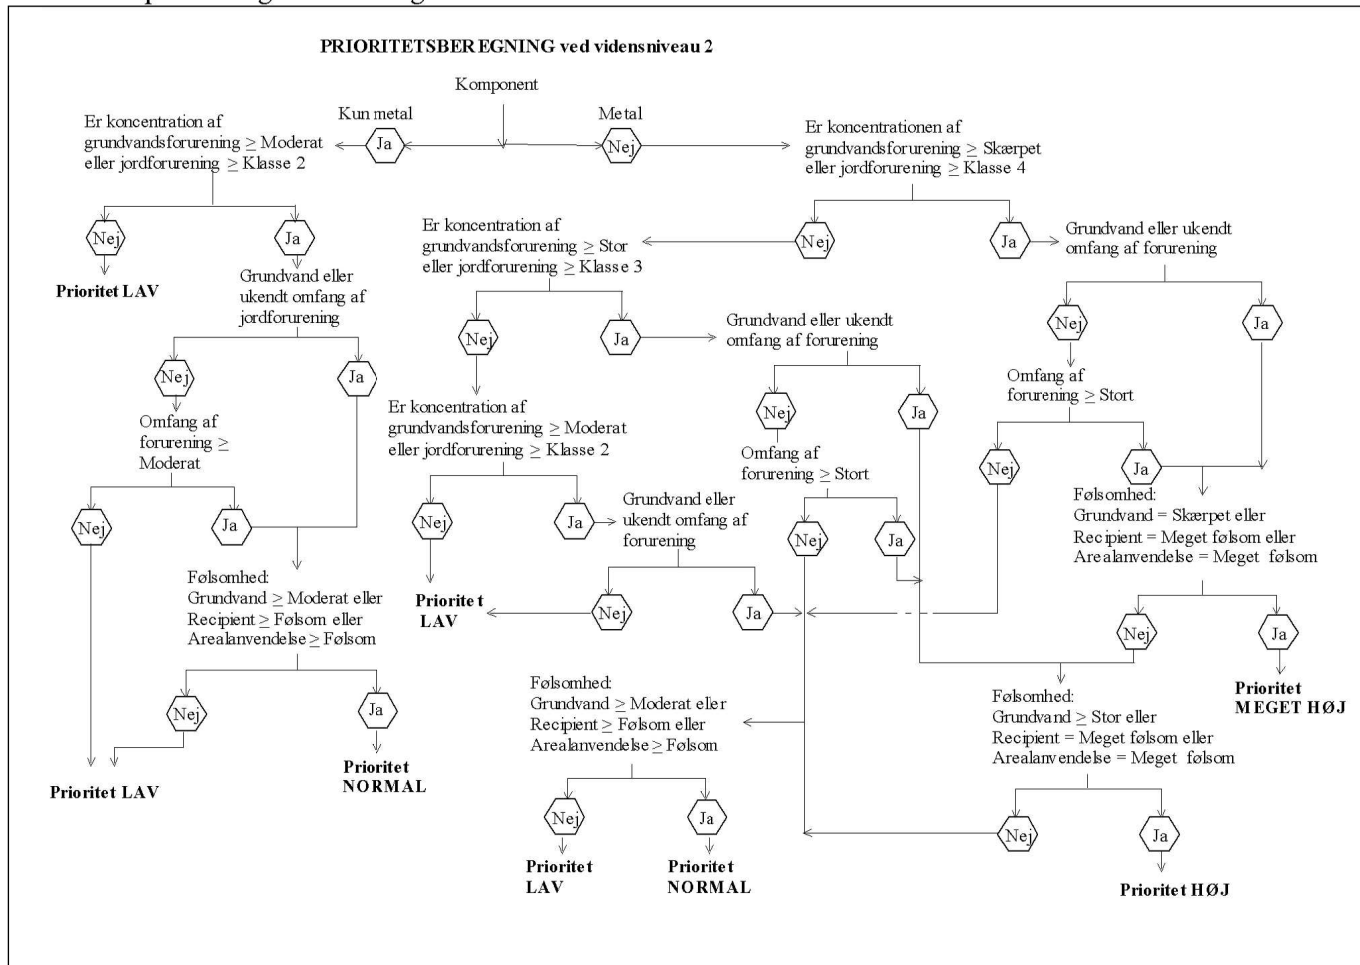 PRIORITETSBEREGNING ved vidensniveau 2
Komponent
Kun metal
Metal
Ja
Nej
Er koncentration af
grundvandsforurening ≥ Moderat
eller jordforurening ≥ Klasse 2
Er koncentrationen af
grundvandsforurening ≥ Skærpet
eller jordforurening ≥ Klasse 4
Nej
Ja
Prioritet LAV
Grundvand eller
ukendt omfang af
jordforurening
Nej
Ja
Omfang af
forurening ≥
Moderat
Nej
Ja
Følsomhed:
Grundvand ≥ Moderat eller
Recipient ≥ Følsom eller
Arealanvendelse ≥ Følsom
Nej
Ja
Prioritet LAV
Prioritet
NORMAL
Nej
Ja
Er koncentration af
grundvandsforurening ≥ Stor
eller jordforurening ≥ Klasse 3
Nej
Ja
Er koncentration af
grundvandsforurening ≥ Moderat
eller jordforurening ≥ Klasse 2
Nej
Ja
Prioritet
LAV
Grundvand eller
ukendt omfang af
forurening
Nej
Ja
Grundvand eller ukendt
omfang af forurening
Nej
Ja
Omfang af
forurening ≥ Stort
Nej
Ja
Følsomhed:
Grundvand ≥ Moderat eller
Recipient ≥ Følsom eller
Arealanvendelse ≥ Følsom
Nej
Ja
Prioritet
LAV
Prioritet
NORMAL
Grundvand eller ukendt
omfang af forurening
Nej
Ja
Omfang af
forurening ≥ Stort
Nej
Ja
Følsomhed:
Grundvand = Skærpet eller
Recipient = Meget følsom eller
Arealanvendelse = Meget følsom
Nej
Ja
Prioritet
MEGET HØJ
Følsomhed:
Grundvand ≥ Stor eller
Recipient = Meget følsom eller
Arealanvendelse = Meget følsom
Nej
Ja
Prioritet HØJ